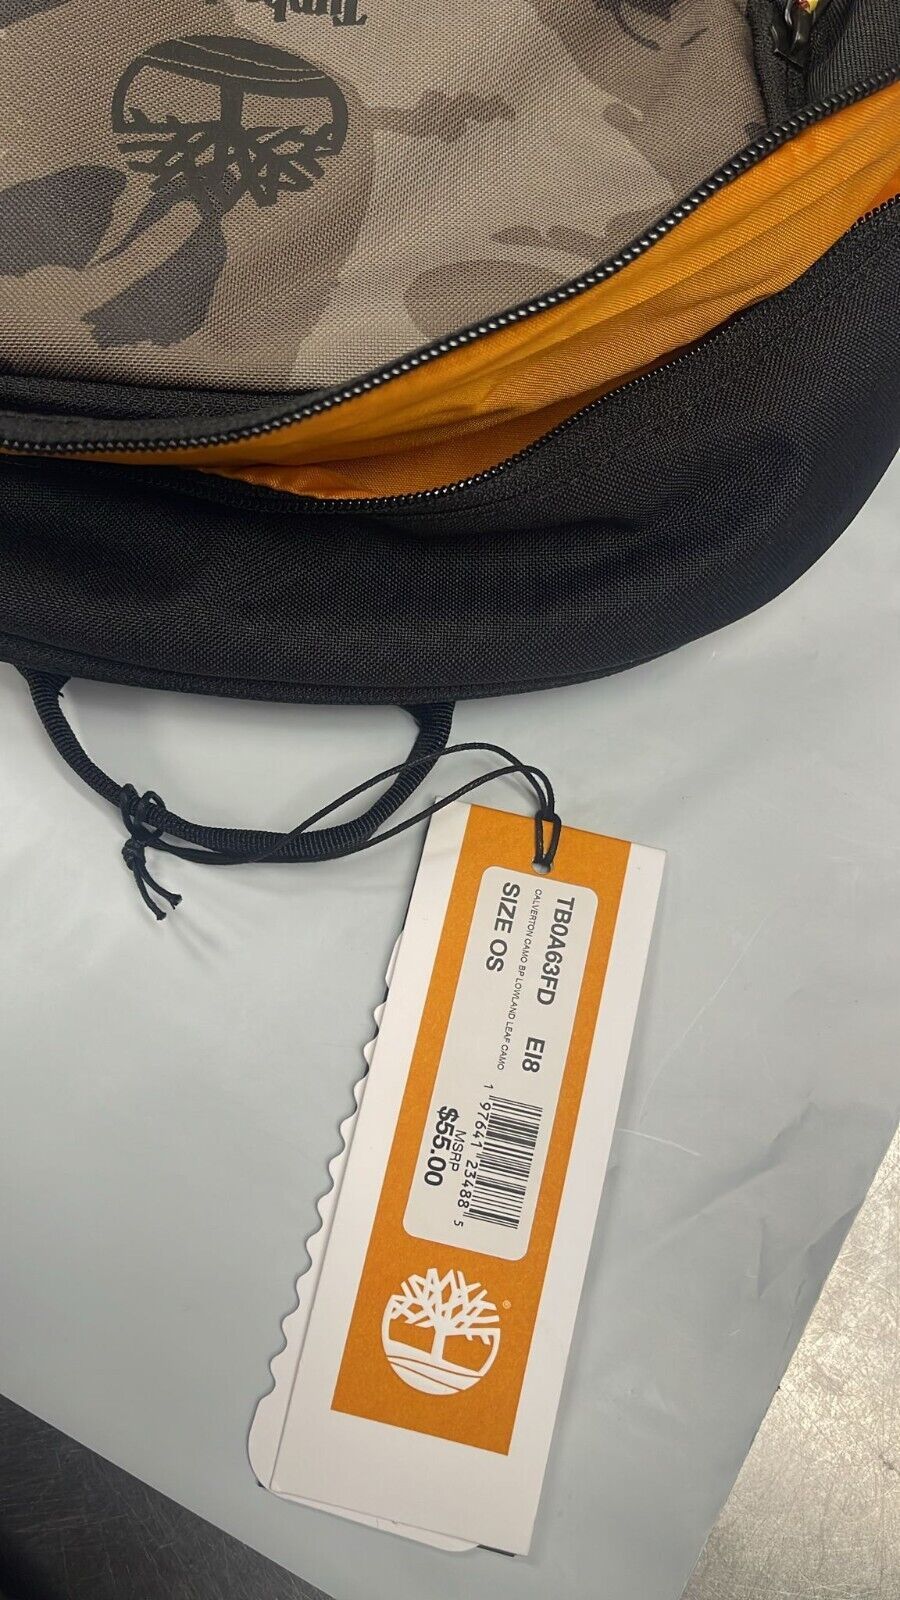 TB0A63FD EI8
CALVERTON CAMO BP LOWLAND LEAF CAMO
SIZE OS
1 97641 23488 5
MSRP
$55.00
®